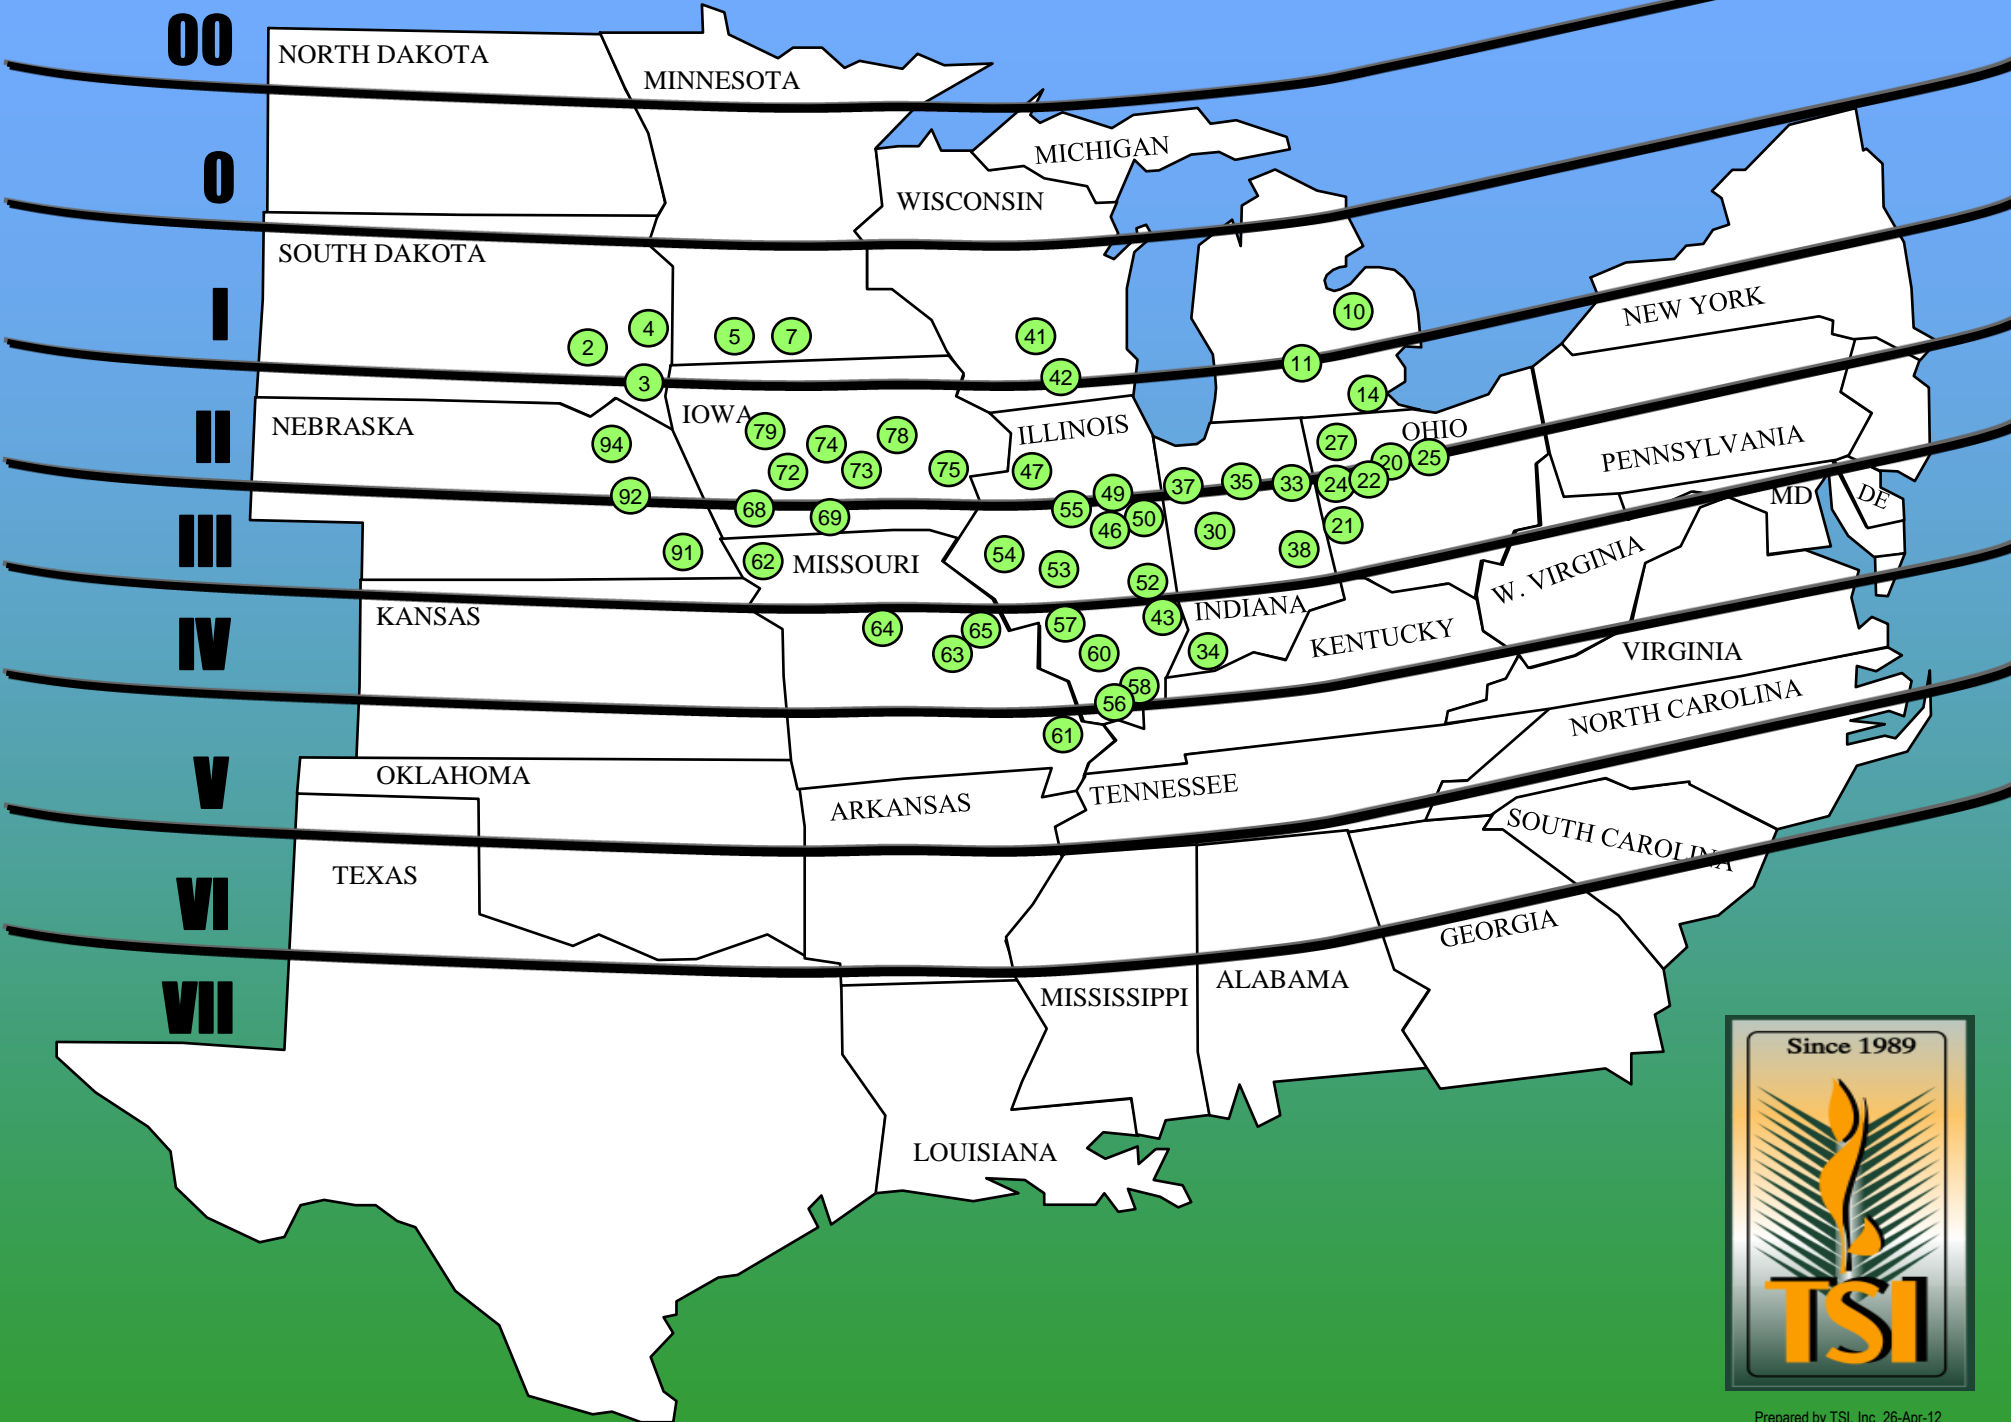 00
NORTH DAKOTA
MINNESOTA
MICHIGAN
0
WISCONSIN
SOUTH DAKOTA
I
10
NEW YORK
4
5
7
41
2
11
42
3
14
IOWA
79
ILLINOIS
OHIO
NEBRASKA
II
94
74
78
27
PENNSYLVANIA
72
73
75
47
20
25
37
35
33
24
22
92
49
MD
DE
68
69
55
50
46
30
21
III
91
62
MISSOURI
54
53
38
52
W. VIRGINIA
KANSAS
INDIANA
43
IV
64
65
57
KENTUCKY
63
60
34
VIRGINIA
58
56
NORTH CAROLINA
61
V
OKLAHOMA
TENNESSEE
ARKANSAS
SOUTH CAROLINA
TEXAS
VI
GEORGIA
ALABAMA
MISSISSIPPI
VII
Since 1989
LOUISIANA
TSI
Prepared by TSI, Inc. 26-Apr-12